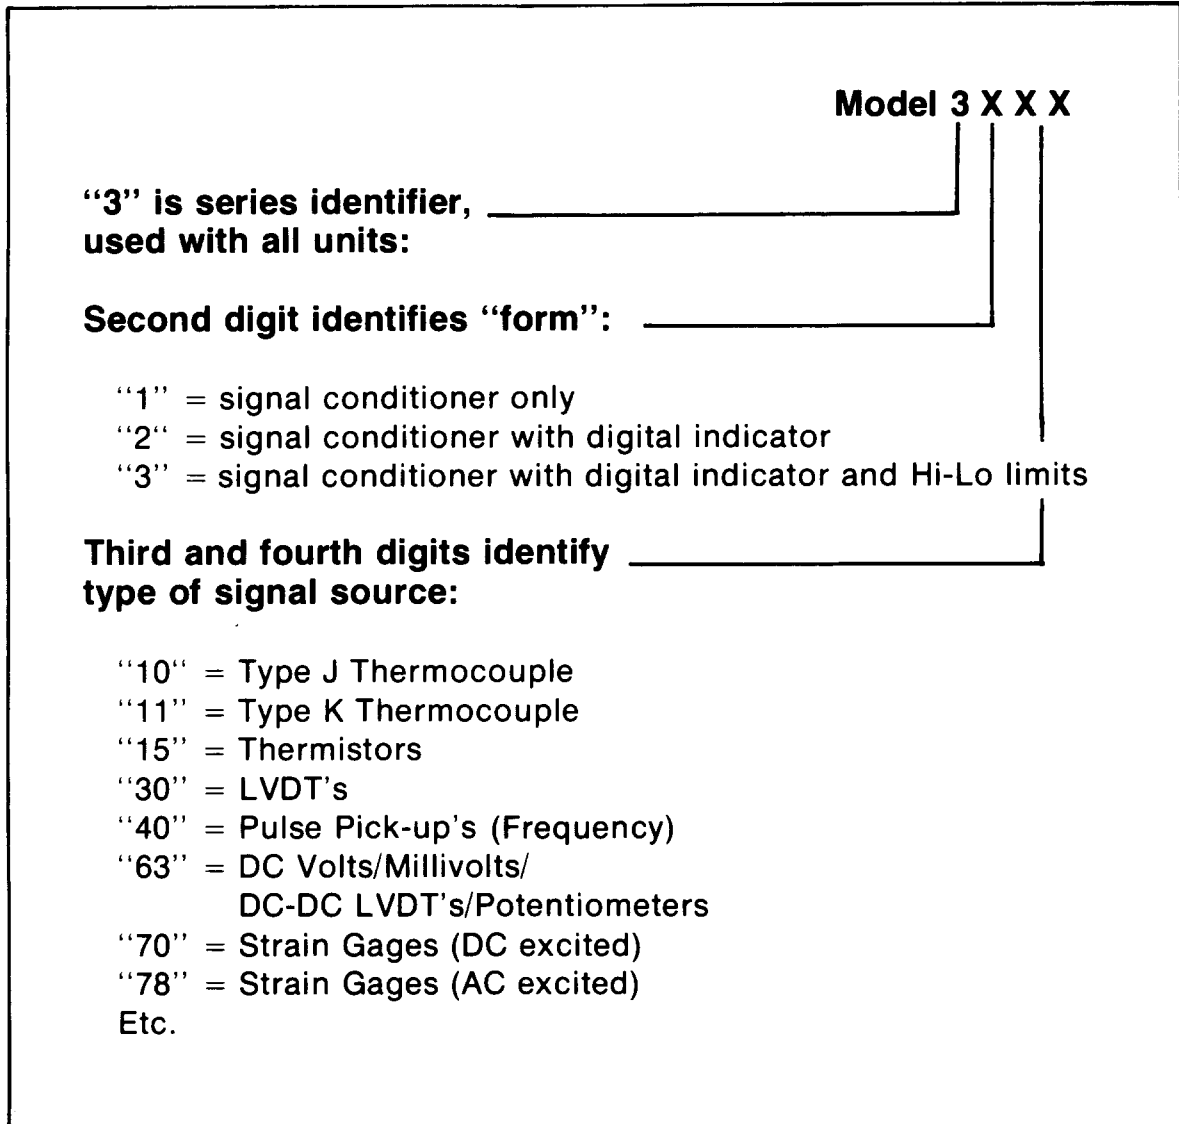 Model 3 X X X
“3” is series identifier,
used with all units:
Second digit identifies “form”:
“1” = signal conditioner only
“2“ = signal conditioner with digital indicator
“3” = signal conditioner with digital indicator and Hi-Lo limits
Third and fourth digits identify
type of signal source:
“10“ = Type J Thermocouple
“11” = Type K Thermocouple
“15” = Thermistors
“30” = LVDT's
“40” = Pulse Pick-up's (Frequency)
“63” = DC Volts/Millivolts/
DC-DC LVDT's/Potentiometers
“70” = Strain Gages (DC excited)
“78” = Strain Gages (AC excited)
Etc.